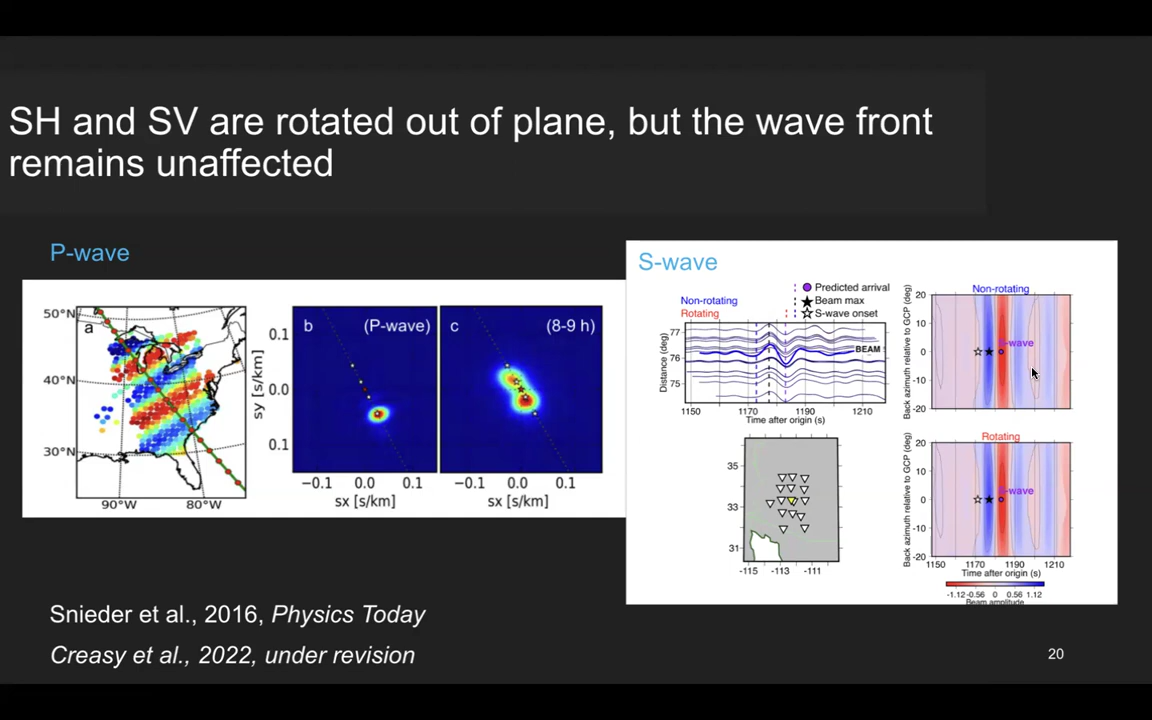 SH and SV are rotated out of plane, but the wave front
remains unaffected
P-wave
50°N
40°N
30°N
90°W
80°W
a
sy [s/km]
0.1
0.0
0.1
b
(P-wave)
−0.1
0.0
0.1
sx [s/km]
c
(8-9 h)
−0.1
0.0
0.1
sx [s/km]
S-wave
Non-rotating
Rotating
Predicted arrival
Beam max
S-wave onset
Distance (deg)
77
76
75
BEAM
1150
1170
1190
1210
Time after origin (s)
35
33
31
-115
-113
-111
Non-rotating
Back azimuth relative to GCP (deg)
20
10
0
-10
-20
Rotating
Back azimuth relative to GCP (deg)
20
10
0
-10
-20
1150
1170
1190
1210
Time after origin (s)
-1.12
-0.56
0
0.56
1.12
Beam amplitude
Snieder et al., 2016, Physics Today
Creasy et al., 2022, under revision
20